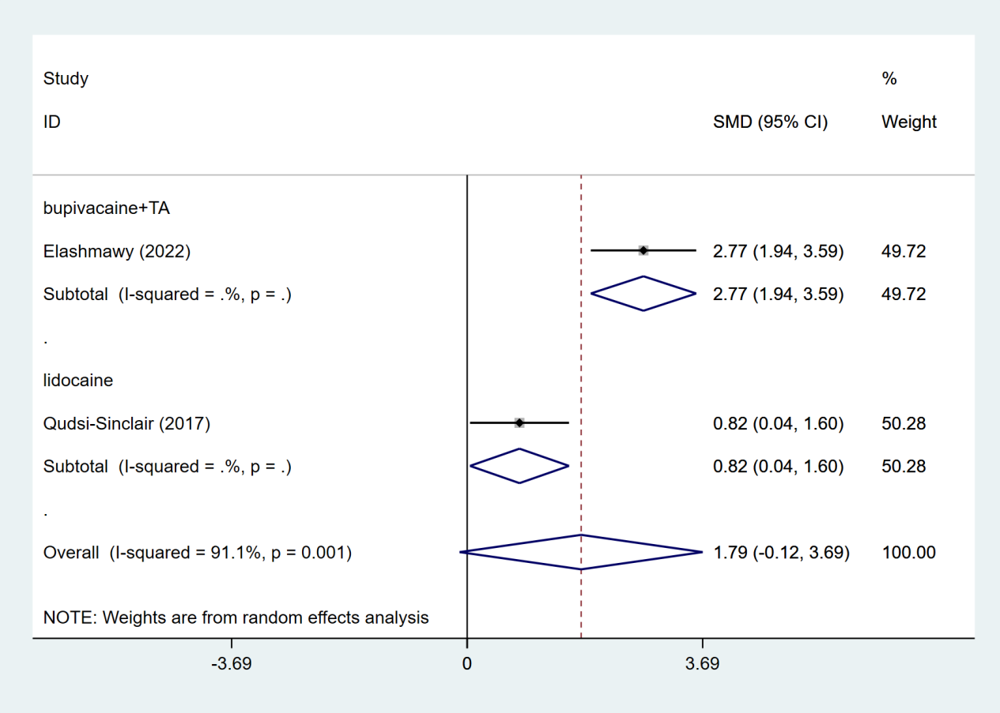 Study %
ID SMD (95% CI) Weight
bupivacaine+TA
Elashmawy (2022) 2.77 (1.94, 3.59) 49.72
Subtotal (I-squared = .%, p = .) 2.77 (1.94, 3.59) 49.72
.
lidocaine
Qudsi-Sinclair (2017) 0.82 (0.04, 1.60) 50.28
Subtotal (I-squared = .%, p = .) 0.82 (0.04, 1.60) 50.28
.
Overall (I-squared = 91.1%, p = 0.001) 1.79 (-0.12, 3.69) 100.00
NOTE: Weights are from random effects analysis
-3.69 0 3.69